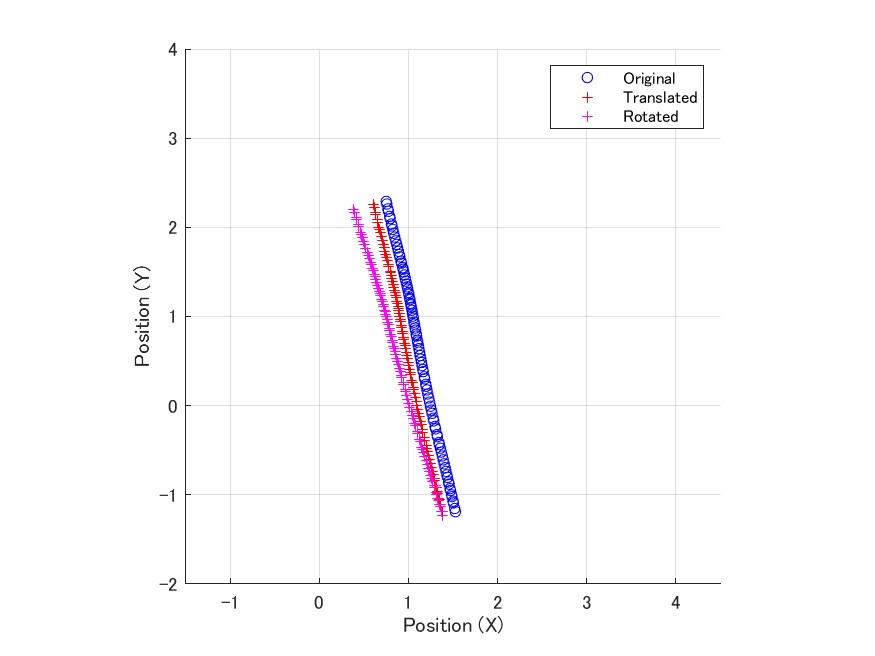 4
3
2
1
0
−1
−2
Position (Y)
Original
Translated
Rotated
−1 0 1 2 3 4
Position (X)